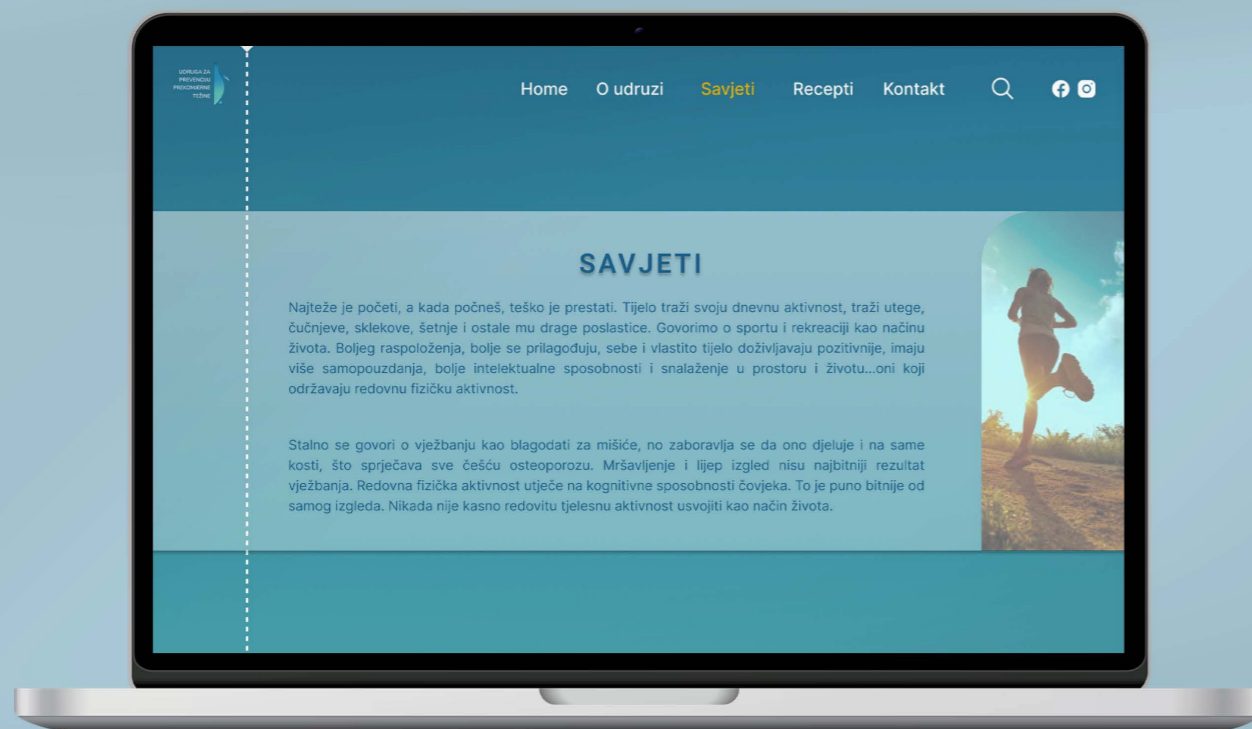 UDRUGA ZA
PREVENCIJU
PREKOMJERNE
TEŽINE
Home O udruzi Savjeti Recepti Kontakt
SAVJETI
Najteže je početi, a kada počneš, teško je prestati. Tijelo traži svoju dnevnu aktivnost, traži utege,
čučnjeve, sklekove, šetnje i ostale mu drage poslastice. Govorimo o sportu i rekreaciji kao načinu
života. Boljeg raspoloženja, bolje se prilagođuju, sebe i vlastito tijelo doživljavaju pozitivnije, imaju
više samopouzdanja, bolje intelektualne sposobnosti i snalaženje u prostoru i životu...oni koji
održavaju redovnu fizičku aktivnost.
Stalno se govori o vježbanju kao blagodati za mišiće, no zaboravlja se da ono djeluje i na same
kosti, što sprječava sve češću osteoporozu. Mršavljenje i lijep izgled nisu najbitniji rezultat
vježbanja. Redovna fizička aktivnost utječe na kognitivne sposobnosti čovjeka. To je puno bitnije od
samog izgleda. Nikada nije kasno redovitu tjelesnu aktivnost usvojiti kao način života.